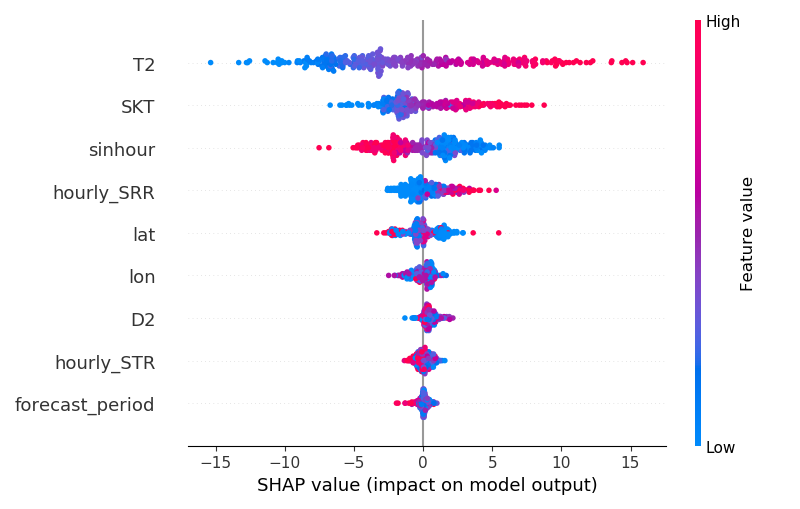 High
T2
SKT
sinhour
hourly_SRR
lat
lon
D2
hourly_STR
forecast_period
Feature value
Low
−15 −10 −5 0 5 10 15
SHAP value (impact on model output)